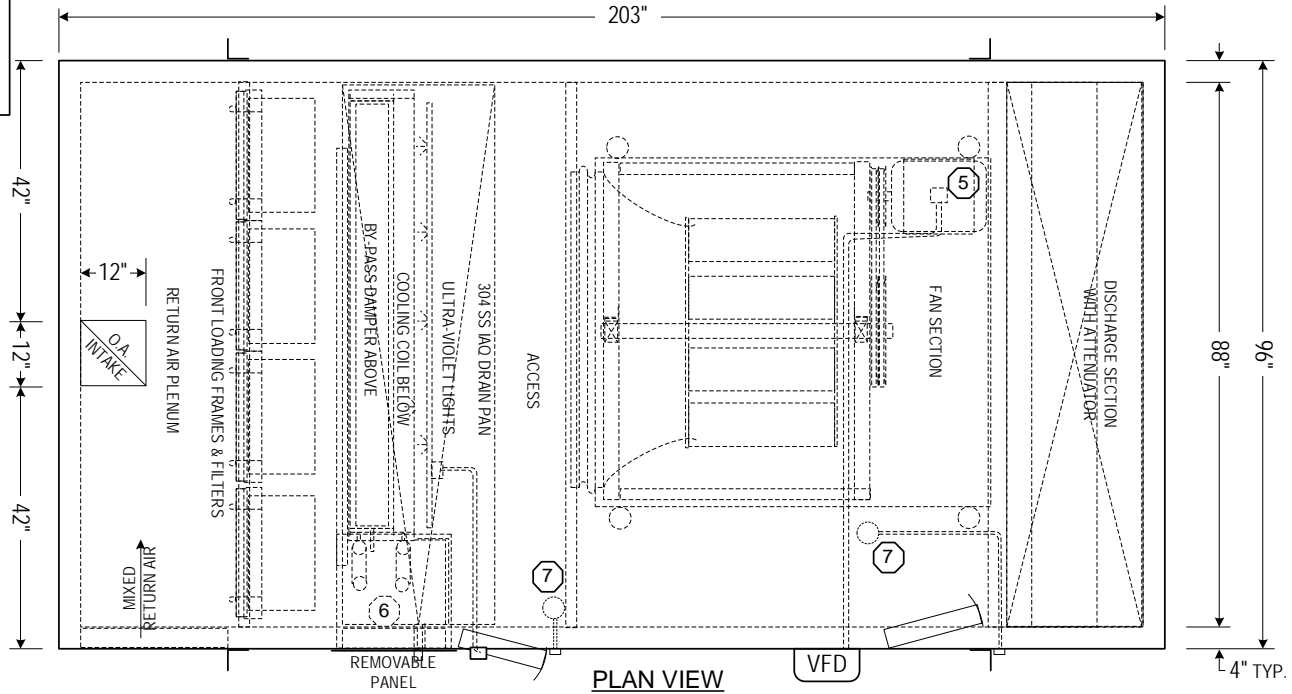 203"
42"
12"
42"
12"
O.A.
INTAKE
RETURN AIR PLENUM
MIXED
RETURN AIR
FRONT LOADING FRAMES & FILTERS
BY-PASS DAMPER ABOVE
COOLING COIL BELOW
ULTRA-VIOLET LIGHTS
304 SS IAQ DRAIN PAN
ACCESS
FAN SECTION
DISCHARGE SECTION
WITH ATTENUATOR
5
6
7
7
88"
96"
4" TYP.
REMOVABLE
PANEL
VFD
PLAN VIEW